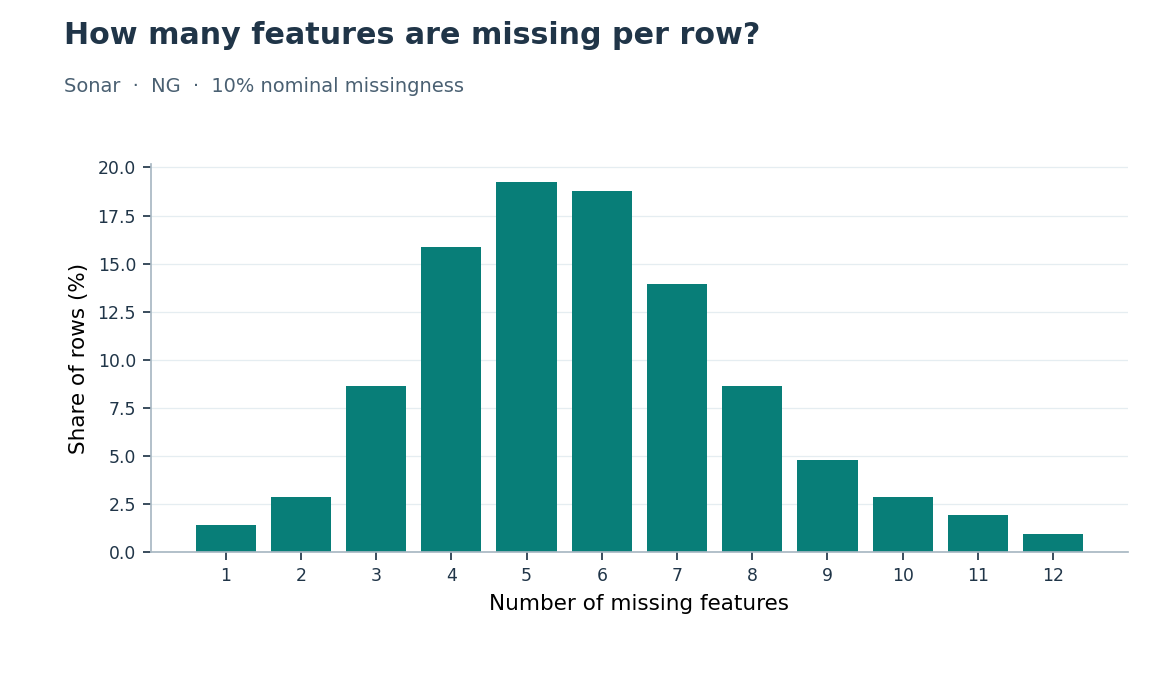 How many features are missing per row?
Sonar · NG · 10% nominal missingness
20.0
17.5
15.0
12.5
10.0
7.5
5.0
2.5
0.0
Share of rows (%)
1 2 3 4 5 6 7 8 9 10 11 12
Number of missing features